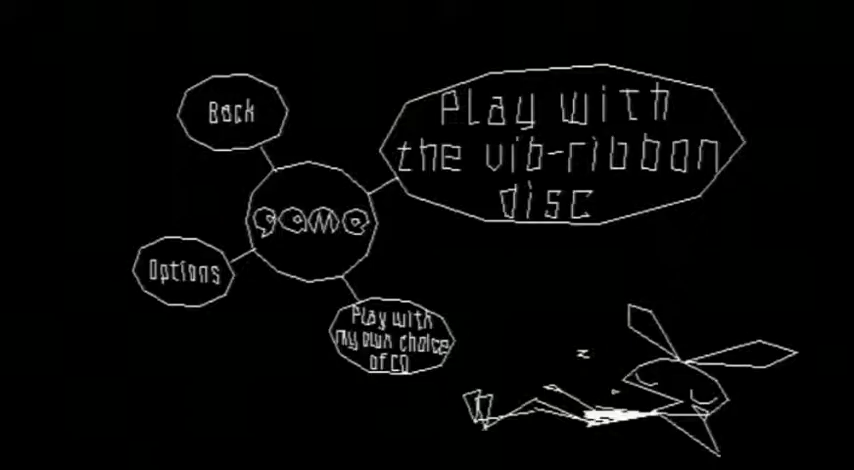 Back
Play with
the vib-ribbon
disc
game
Options
Play with
my own choice
of CD
z